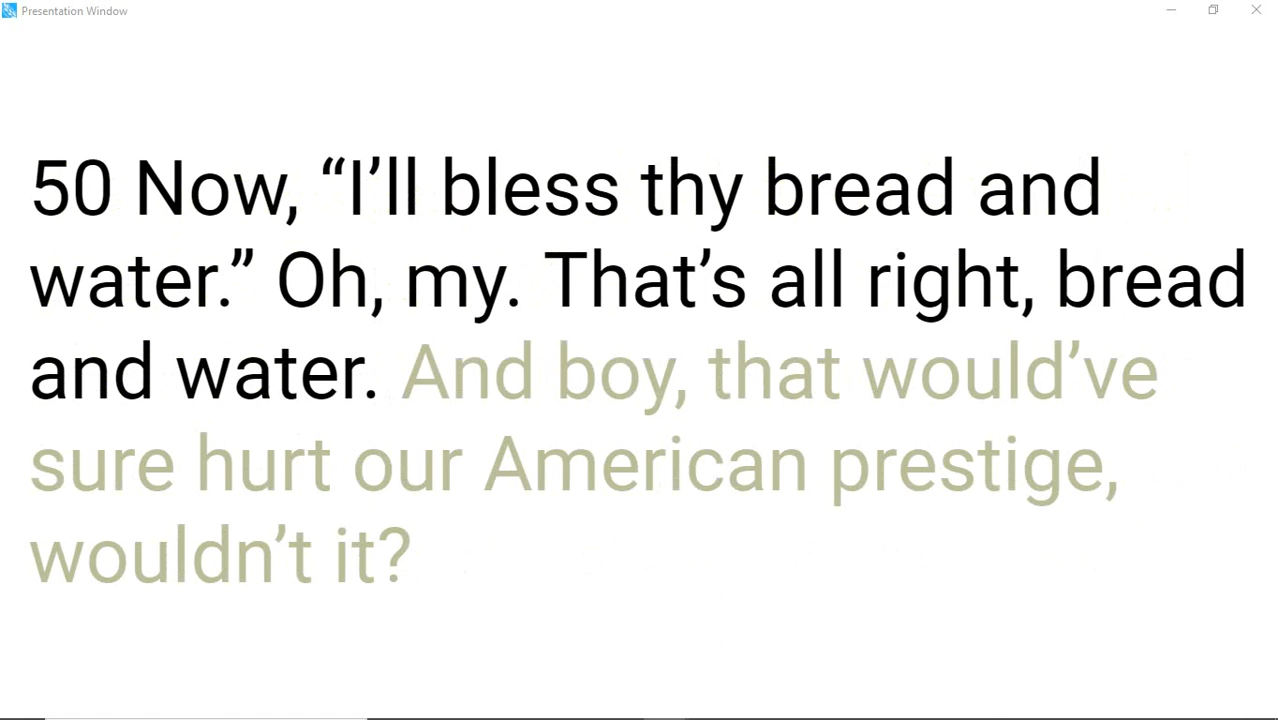 Presentation Window
50 Now, “I’ll bless thy bread and
water.” Oh, my. That’s all right, bread
and water. And boy, that would’ve
sure hurt our American prestige,
wouldn’t it?